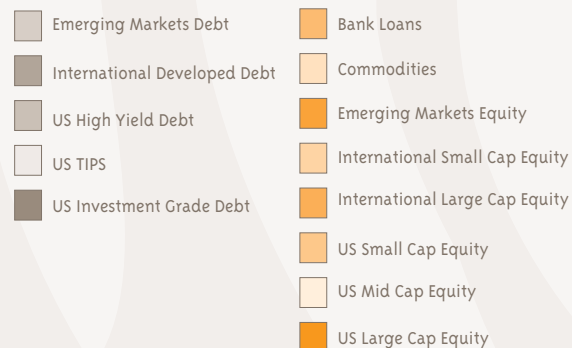 Emerging Markets Debt
International Developed Debt
US High Yield Debt
US TIPS
US Investment Grade Debt
Bank Loans
Commodities
Emerging Markets Equity
International Small Cap Equity
International Large Cap Equity
US Small Cap Equity
US Mid Cap Equity
US Large Cap Equity